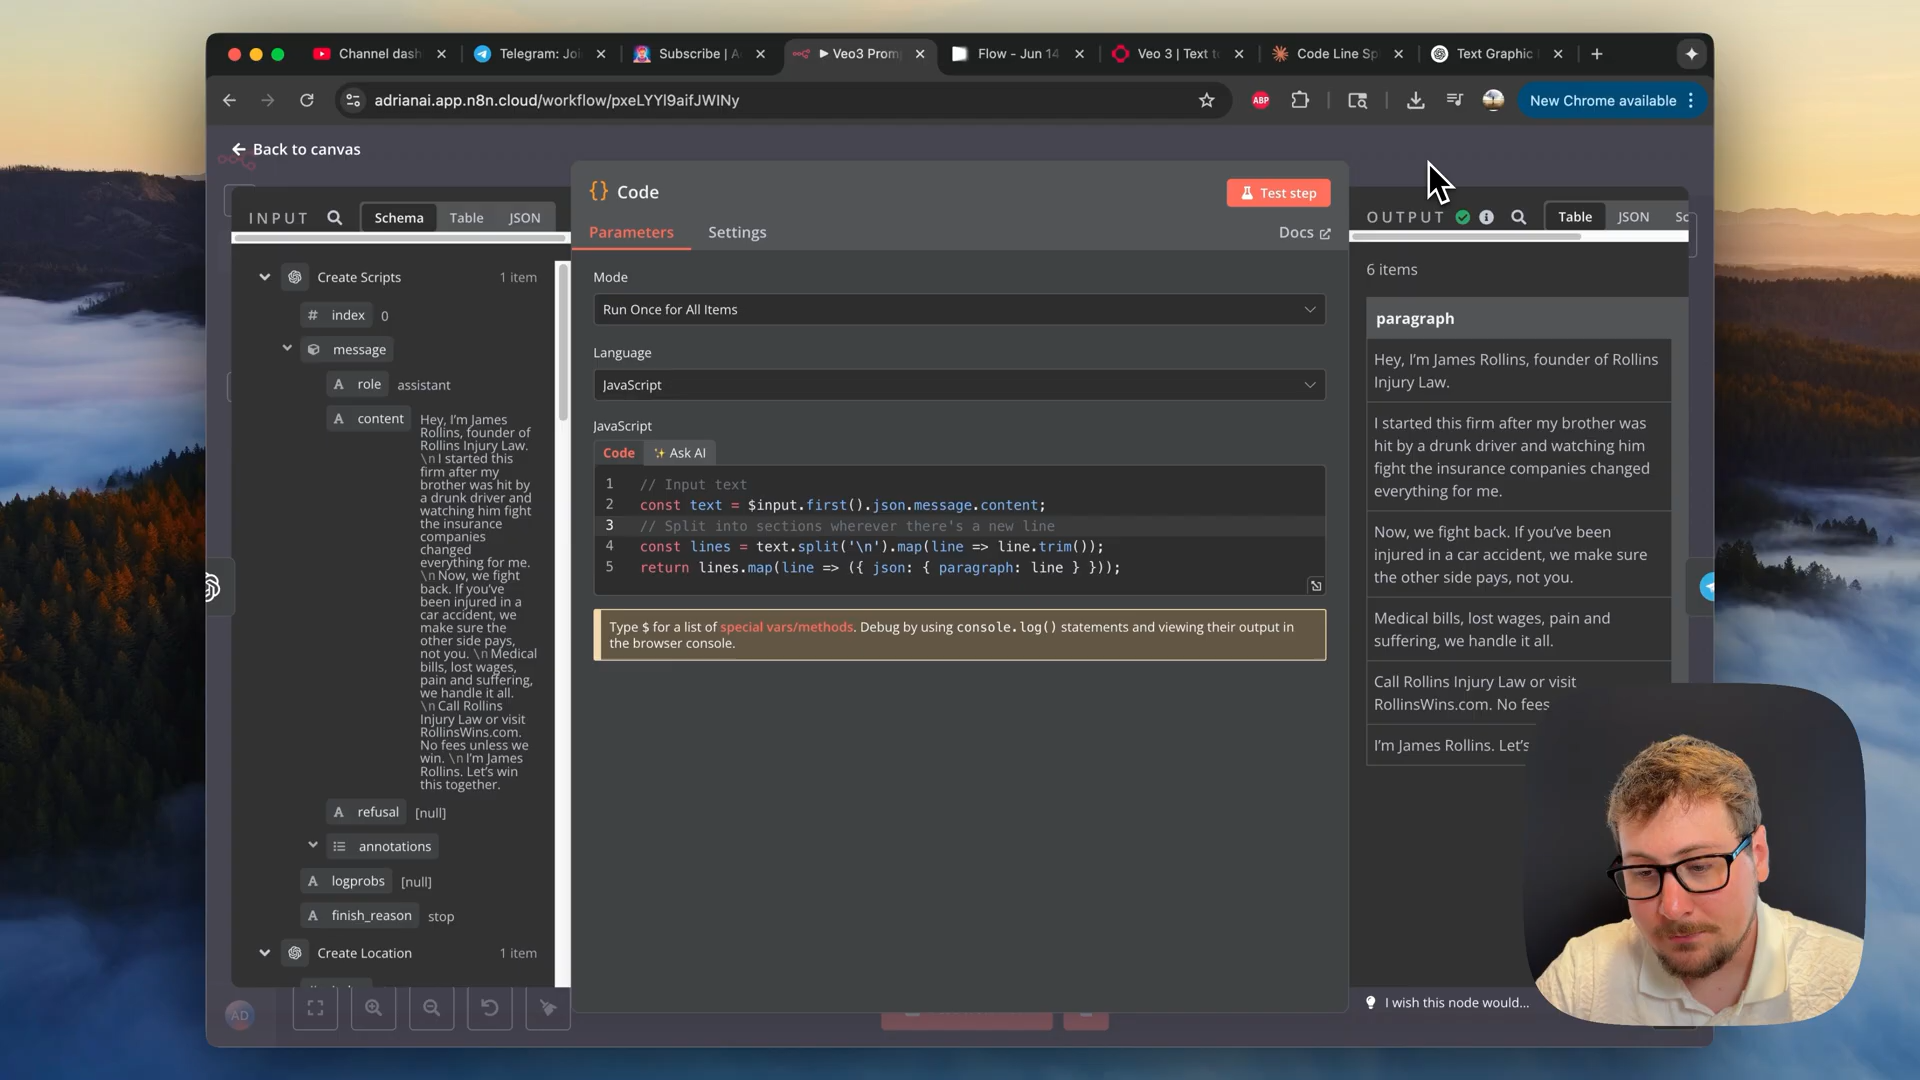 Channel dash
Telegram: Joi
Subscribe | A
Veo3 Prom
Flow - Jun 14
Veo 3 | Text t
Code Line Sp
Text Graphic
adrianai.app.n8n.cloud/workflow/pxeLYYl9aifJWINy
ABP
New Chrome available
Back to canvas
INPUT
Schema
Table
JSON
Create Scripts
1 item
# index 0
message
A role assistant
A content
Hey, I’m James
Rollins, founder of
Rollins Injury Law.
\n I started this
firm after my
brother was hit by
a drunk driver and
watching him fight
the insurance
companies
changed
everything for me.
\n Now, we fight
back. If you’ve
been injured in a
car accident, we
make sure the
other side pays,
not you. \n Medical
bills, lost wages,
pain and suffering,
we handle it all.
\n Call Rollins
Injury Law or visit
RollinsWins.com.
No fees unless we
win. \n I’m James
Rollins. Let’s win
this together.
A refusal [null]
annotations
A logprobs [null]
A finish_reason stop
Create Location
1 item
AD
{} Code
Test step
Parameters
Settings
Docs
Mode
Run Once for All Items
Language
JavaScript
JavaScript
Code
Ask AI
1 // Input text
2 const text = $input.first().json.message.content;
3 // Split into sections wherever there's a new line
4 const lines = text.split('\n').map(line => line.trim());
5 return lines.map(line => ({ json: { paragraph: line } }));
Type $ for a list of special vars/methods. Debug by using console.log() statements and viewing their output in
the browser console.
OUTPUT
Table
JSON
Sc
6 items
paragraph
Hey, I’m James Rollins, founder of Rollins
Injury Law.
I started this firm after my brother was
hit by a drunk driver and watching him
fight the insurance companies changed
everything for me.
Now, we fight back. If you’ve been
injured in a car accident, we make sure
the other side pays, not you.
Medical bills, lost wages, pain and
suffering, we handle it all.
Call Rollins Injury Law or visit
RollinsWins.com. No fees
I’m James Rollins. Let’s
I wish this node would...